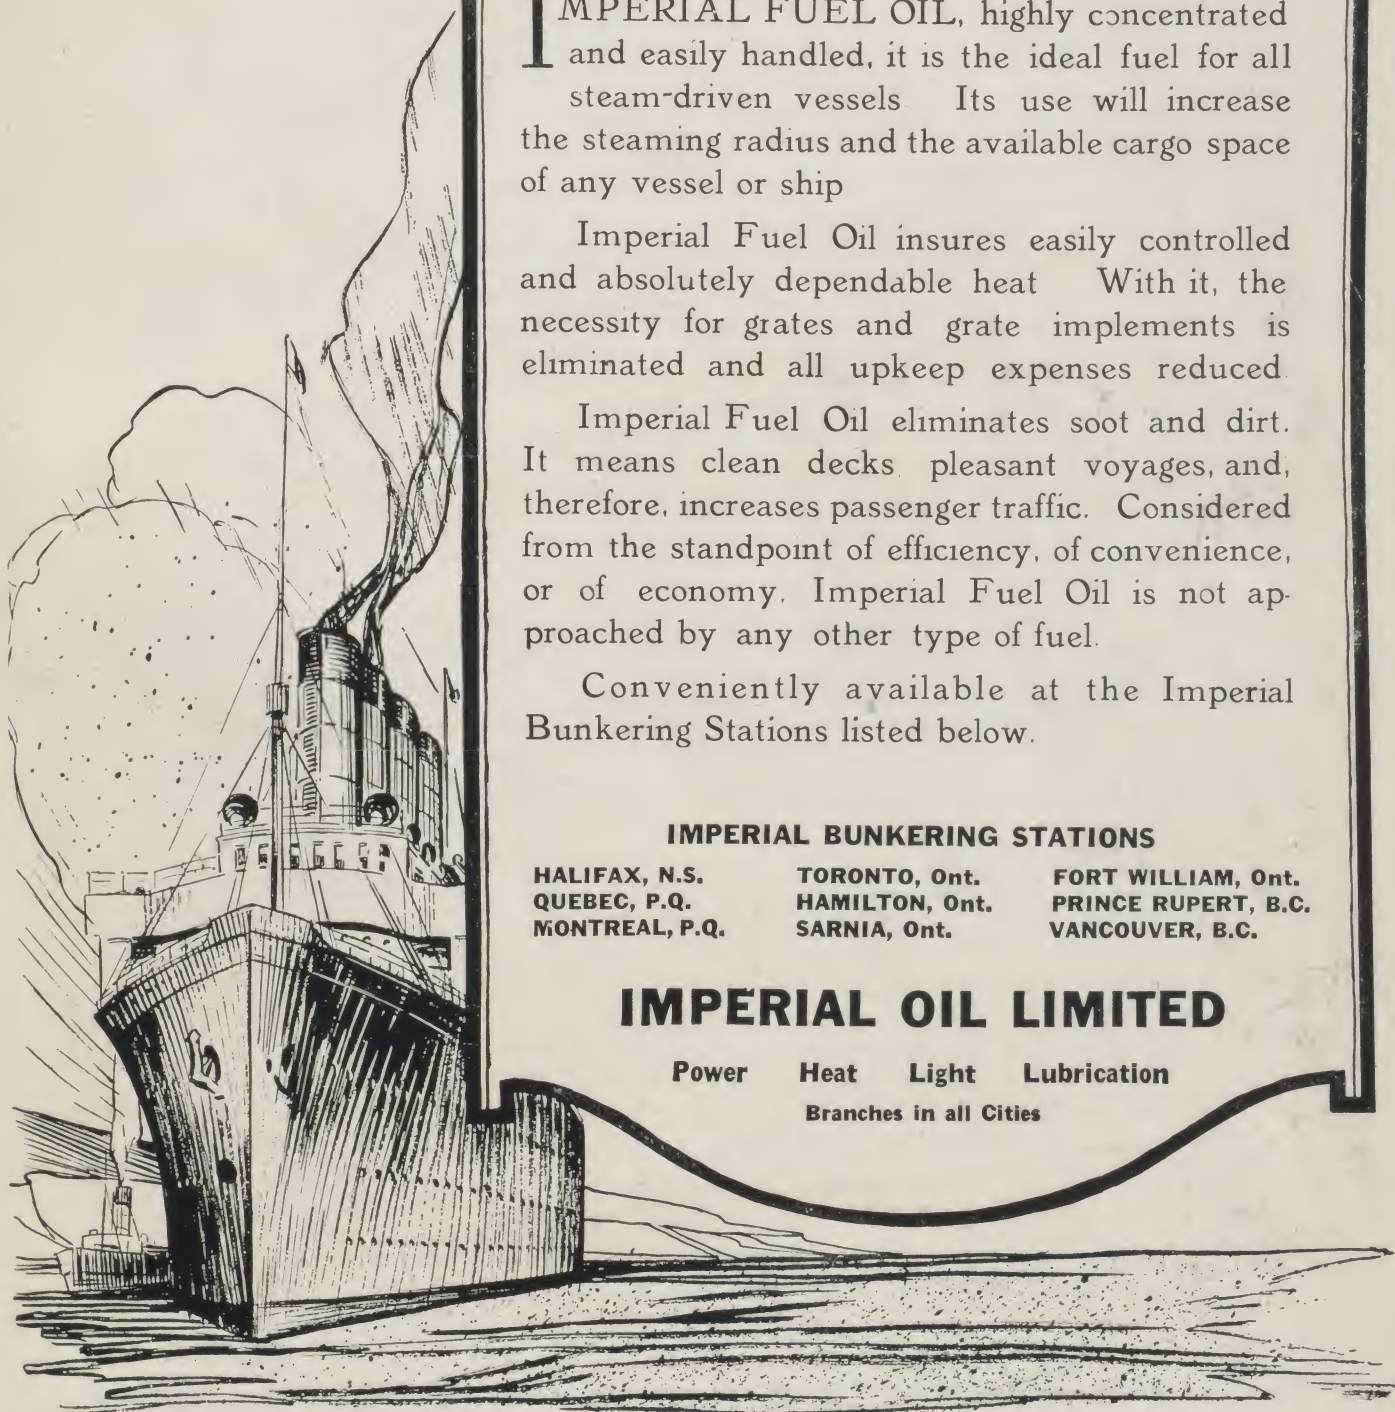 IMPERIAL FUEL OIL, highly concentrated
and easily handled, it is the ideal fuel for all
steam-driven vessels Its use will increase
the steaming radius and the available cargo space
of any vessel or ship
Imperial Fuel Oil insures easily controlled
and absolutely dependable heat With it, the
necessity for grates and grate implements is
eliminated and all upkeep expenses reduced
Imperial Fuel Oil eliminates soot and dirt.
It means clean decks pleasant voyages, and,
therefore, increases passenger traffic. Considered
from the standpoint of efficiency, of convenience,
or of economy, Imperial Fuel Oil is not ap-
proached by any other type of fuel.
Conveniently available at the Imperial
Bunkering Stations listed below.
IMPERIAL BUNKERING STATIONS
HALIFAX, N.S. TORONTO, Ont. FORT WILLIAM, Ont.
QUEBEC, P.Q. HAMILTON, Ont. PRINCE RUPERT, B.C.
MONTREAL, P.Q. SARNIA, Ont. VANCOUVER, B.C.
IMPERIAL OIL LIMITED
Power Heat Light Lubrication
Branches in all Cities